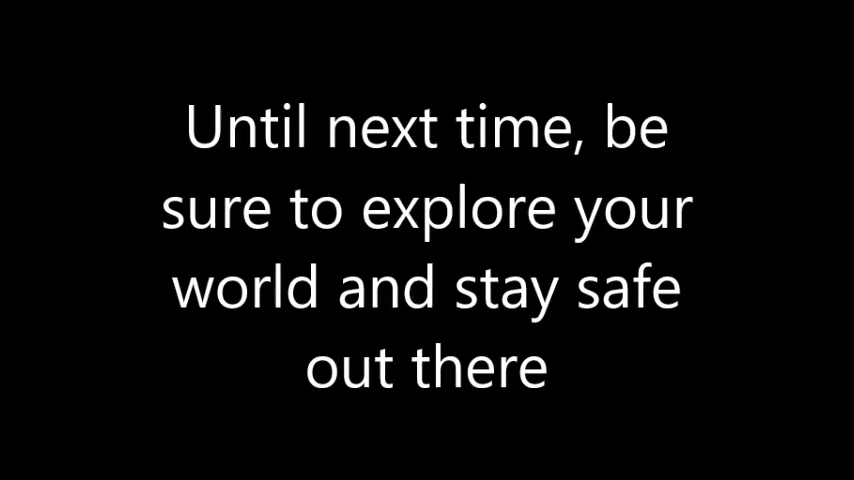 Until next time, be
sure to explore your
world and stay safe
out there